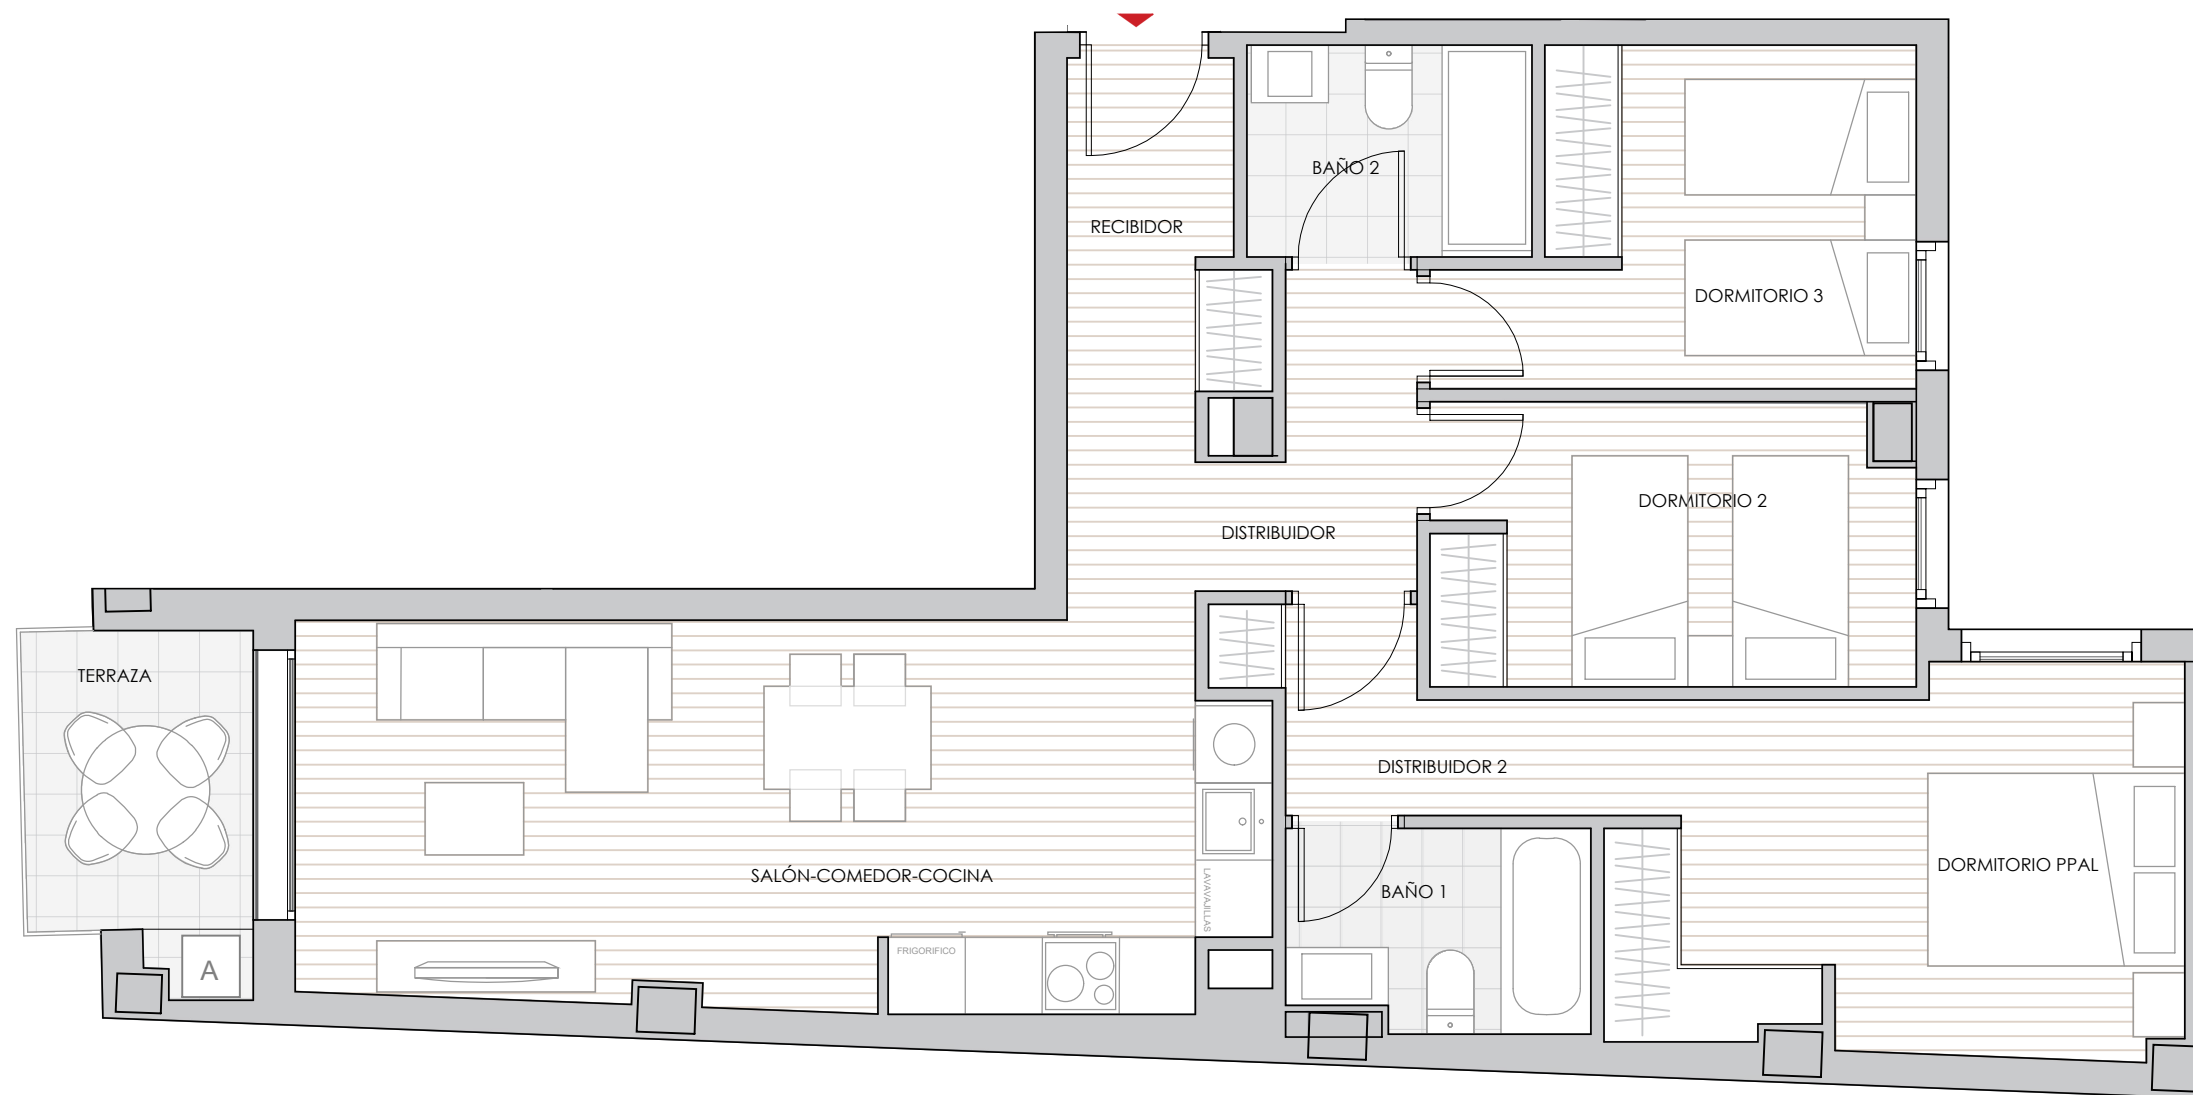 BAÑO 2
RECIBIDOR
DORMITORIO 3
DORMITORIO 2
DISTRIBUIDOR
TERRAZA
DISTRIBUIDOR 2
DORMITORIO PPAL
SALÓN-COMEDOR-COCINA
LAVAVAJILLAS
BAÑO 1
FRIGORIFICO
A